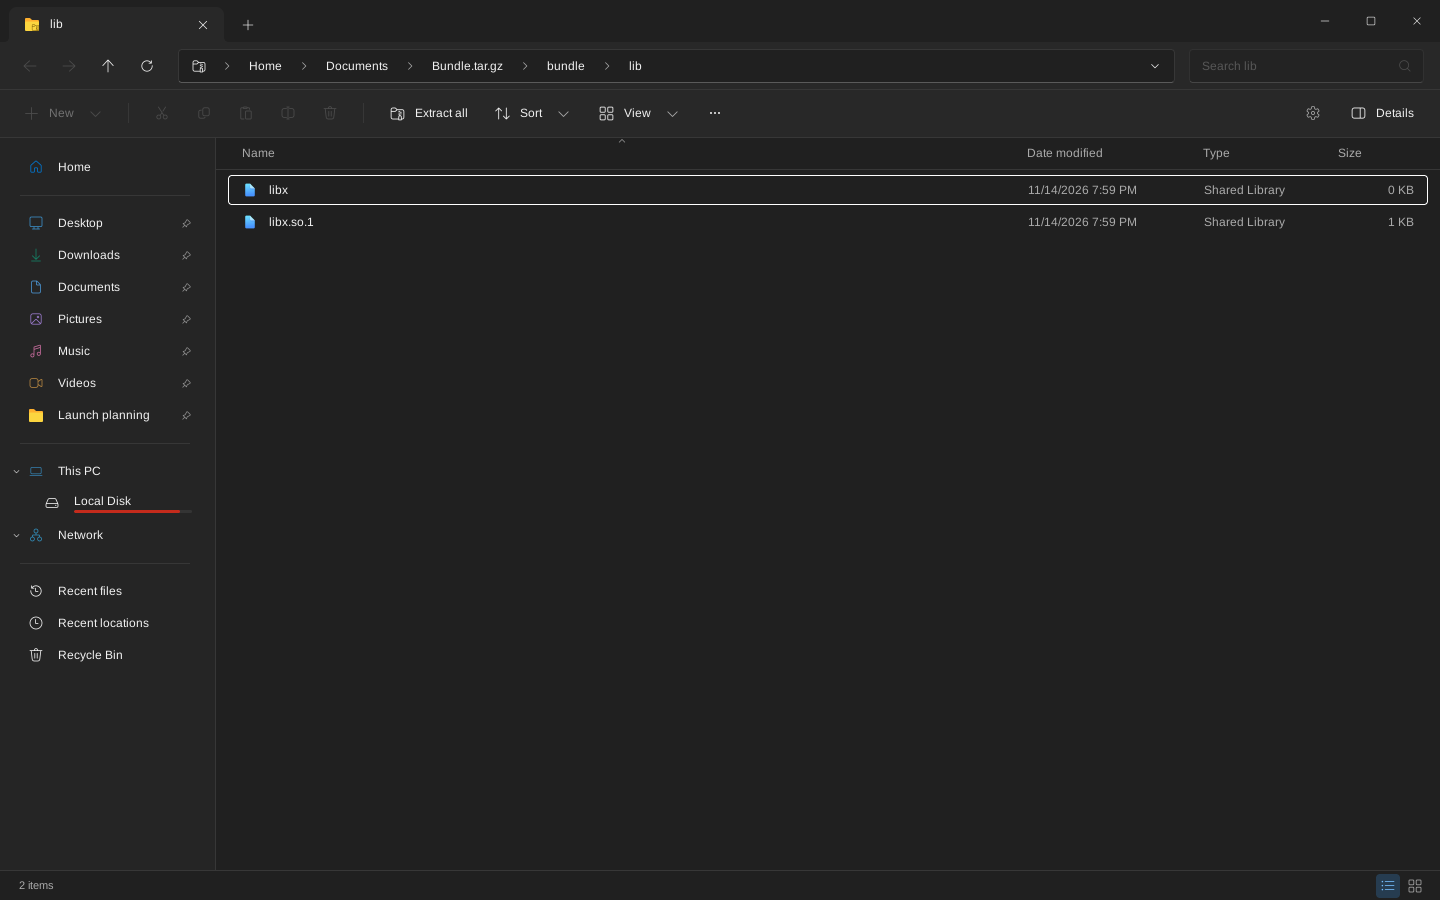 lib
Home
Documents
Bundle.tar.gz
bundle
lib
Search lib
New
Extract all
Sort
View
Details
Name
Date modified
Type
Size
libx
11/14/2026 7:59 PM
Shared Library
0 KB
libx.so.1
11/14/2026 7:59 PM
Shared Library
1 KB
Home
Desktop
Downloads
Documents
Pictures
Music
Videos
Launch planning
This PC
Local Disk
Network
Recent files
Recent locations
Recycle Bin
2 items